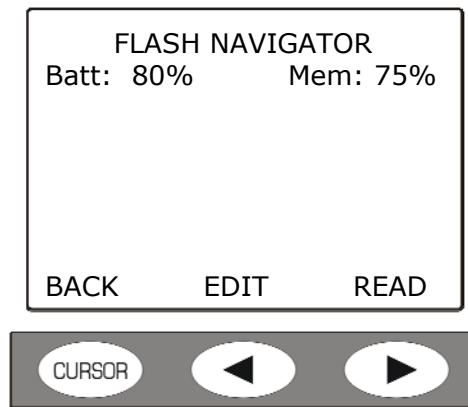 FLASH NAVIGATOR
Batt: 80% Mem: 75%
BACK EDIT READ
CURSOR